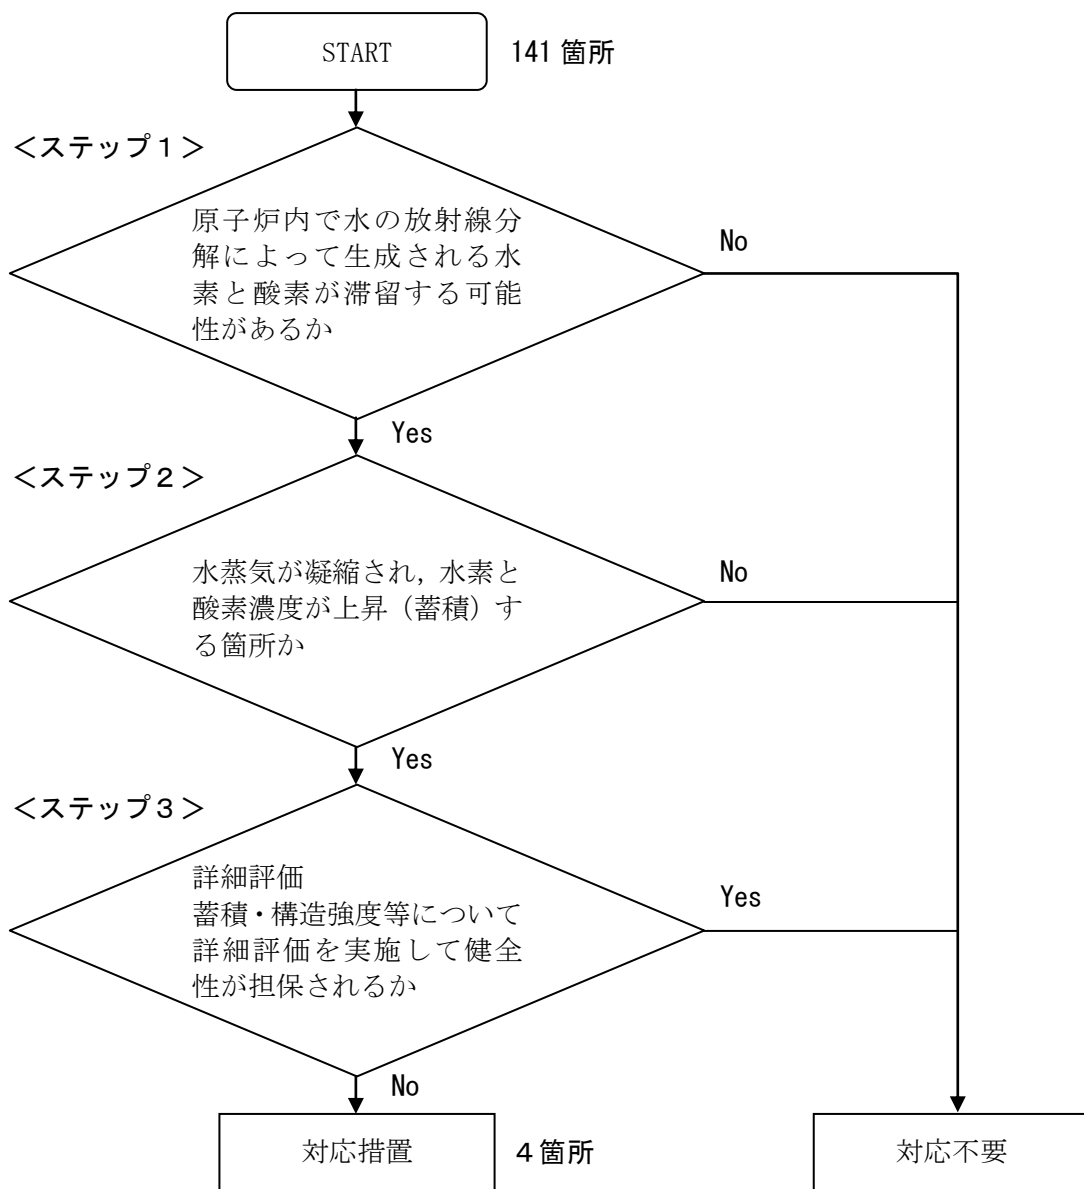 START
141 箇所
＜ステップ１＞
原子炉内で水の放射線分
解によって生成される水
素と酸素が滞留する可能
性があるか
No
Yes
＜ステップ２＞
水蒸気が凝縮され, 水素と
酸素濃度が上昇（蓄積）す
る箇所か
No
Yes
＜ステップ３＞
詳細評価
蓄積・構造強度等について
詳細評価を実施して健全
性が担保されるか
Yes
No
対応措置
４箇所
対応不要